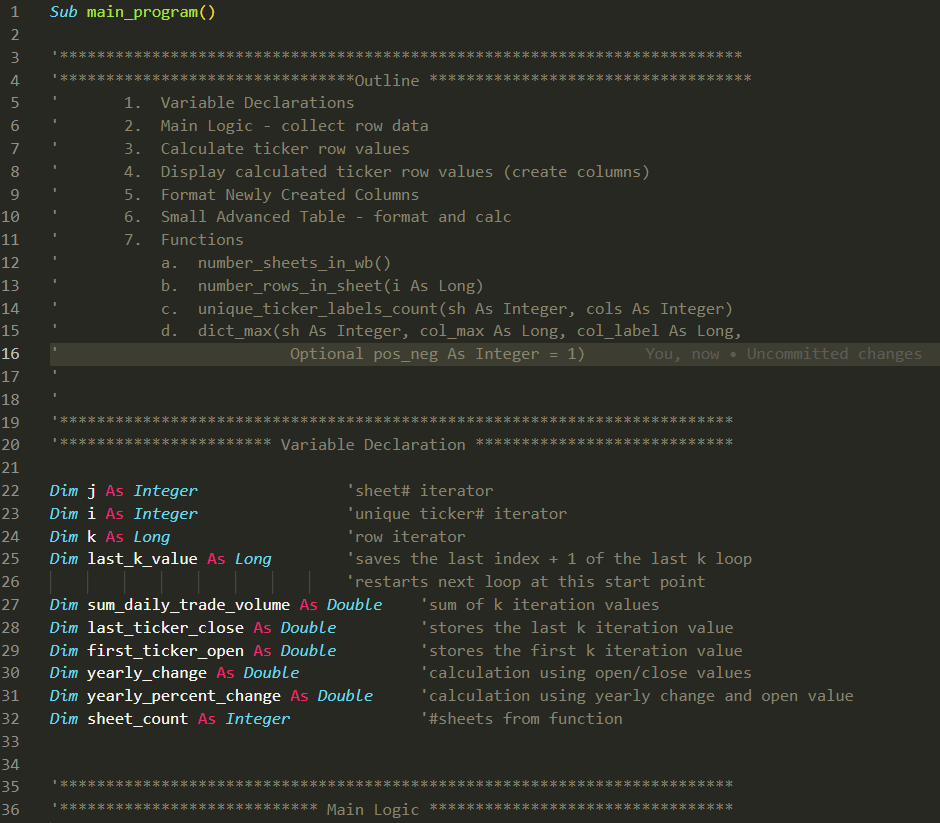 1 Sub main_program()
2
3 '**************************************************************************
4 '********************************Outline ***********************************
5 '       1.  Variable Declarations
6 '       2.  Main Logic - collect row data
7 '       3.  Calculate ticker row values
8 '       4.  Display calculated ticker row values (create columns)
9 '       5.  Format Newly Created Columns
10 '       6.  Small Advanced Table - format and calc
11 '       7.  Functions
12 '           a.  number_sheets_in_wb()
13 '           b.  number_rows_in_sheet(i As Long)
14 '           c.  unique_ticker_labels_count(sh As Integer, cols As Integer)
15 '           d.  dict_max(sh As Integer, col_max As Long, col_label As Long,
16 '                         Optional pos_neg As Integer = 1)      You, now • Uncommitted changes
17 '
18 '
19 '*************************************************************************
20 '*********************** Variable Declaration ****************************
21
22 Dim j As Integer                'sheet# iterator
23 Dim i As Integer                'unique ticker# iterator
24 Dim k As Long                   'row iterator
25 Dim last_k_value As Long        'saves the last index + 1 of the last k loop
26                                 'restarts next loop at this start point
27 Dim sum_daily_trade_volume As Double    'sum of k iteration values
28 Dim last_ticker_close As Double         'stores the last k iteration value
29 Dim first_ticker_open As Double         'stores the first k iteration value
30 Dim yearly_change As Double             'calculation using open/close values
31 Dim yearly_percent_change As Double     'calculation using yearly change and open value
32 Dim sheet_count As Integer              '#sheets from function
33
34
35 '*************************************************************************
36 '**************************** Main Logic *********************************